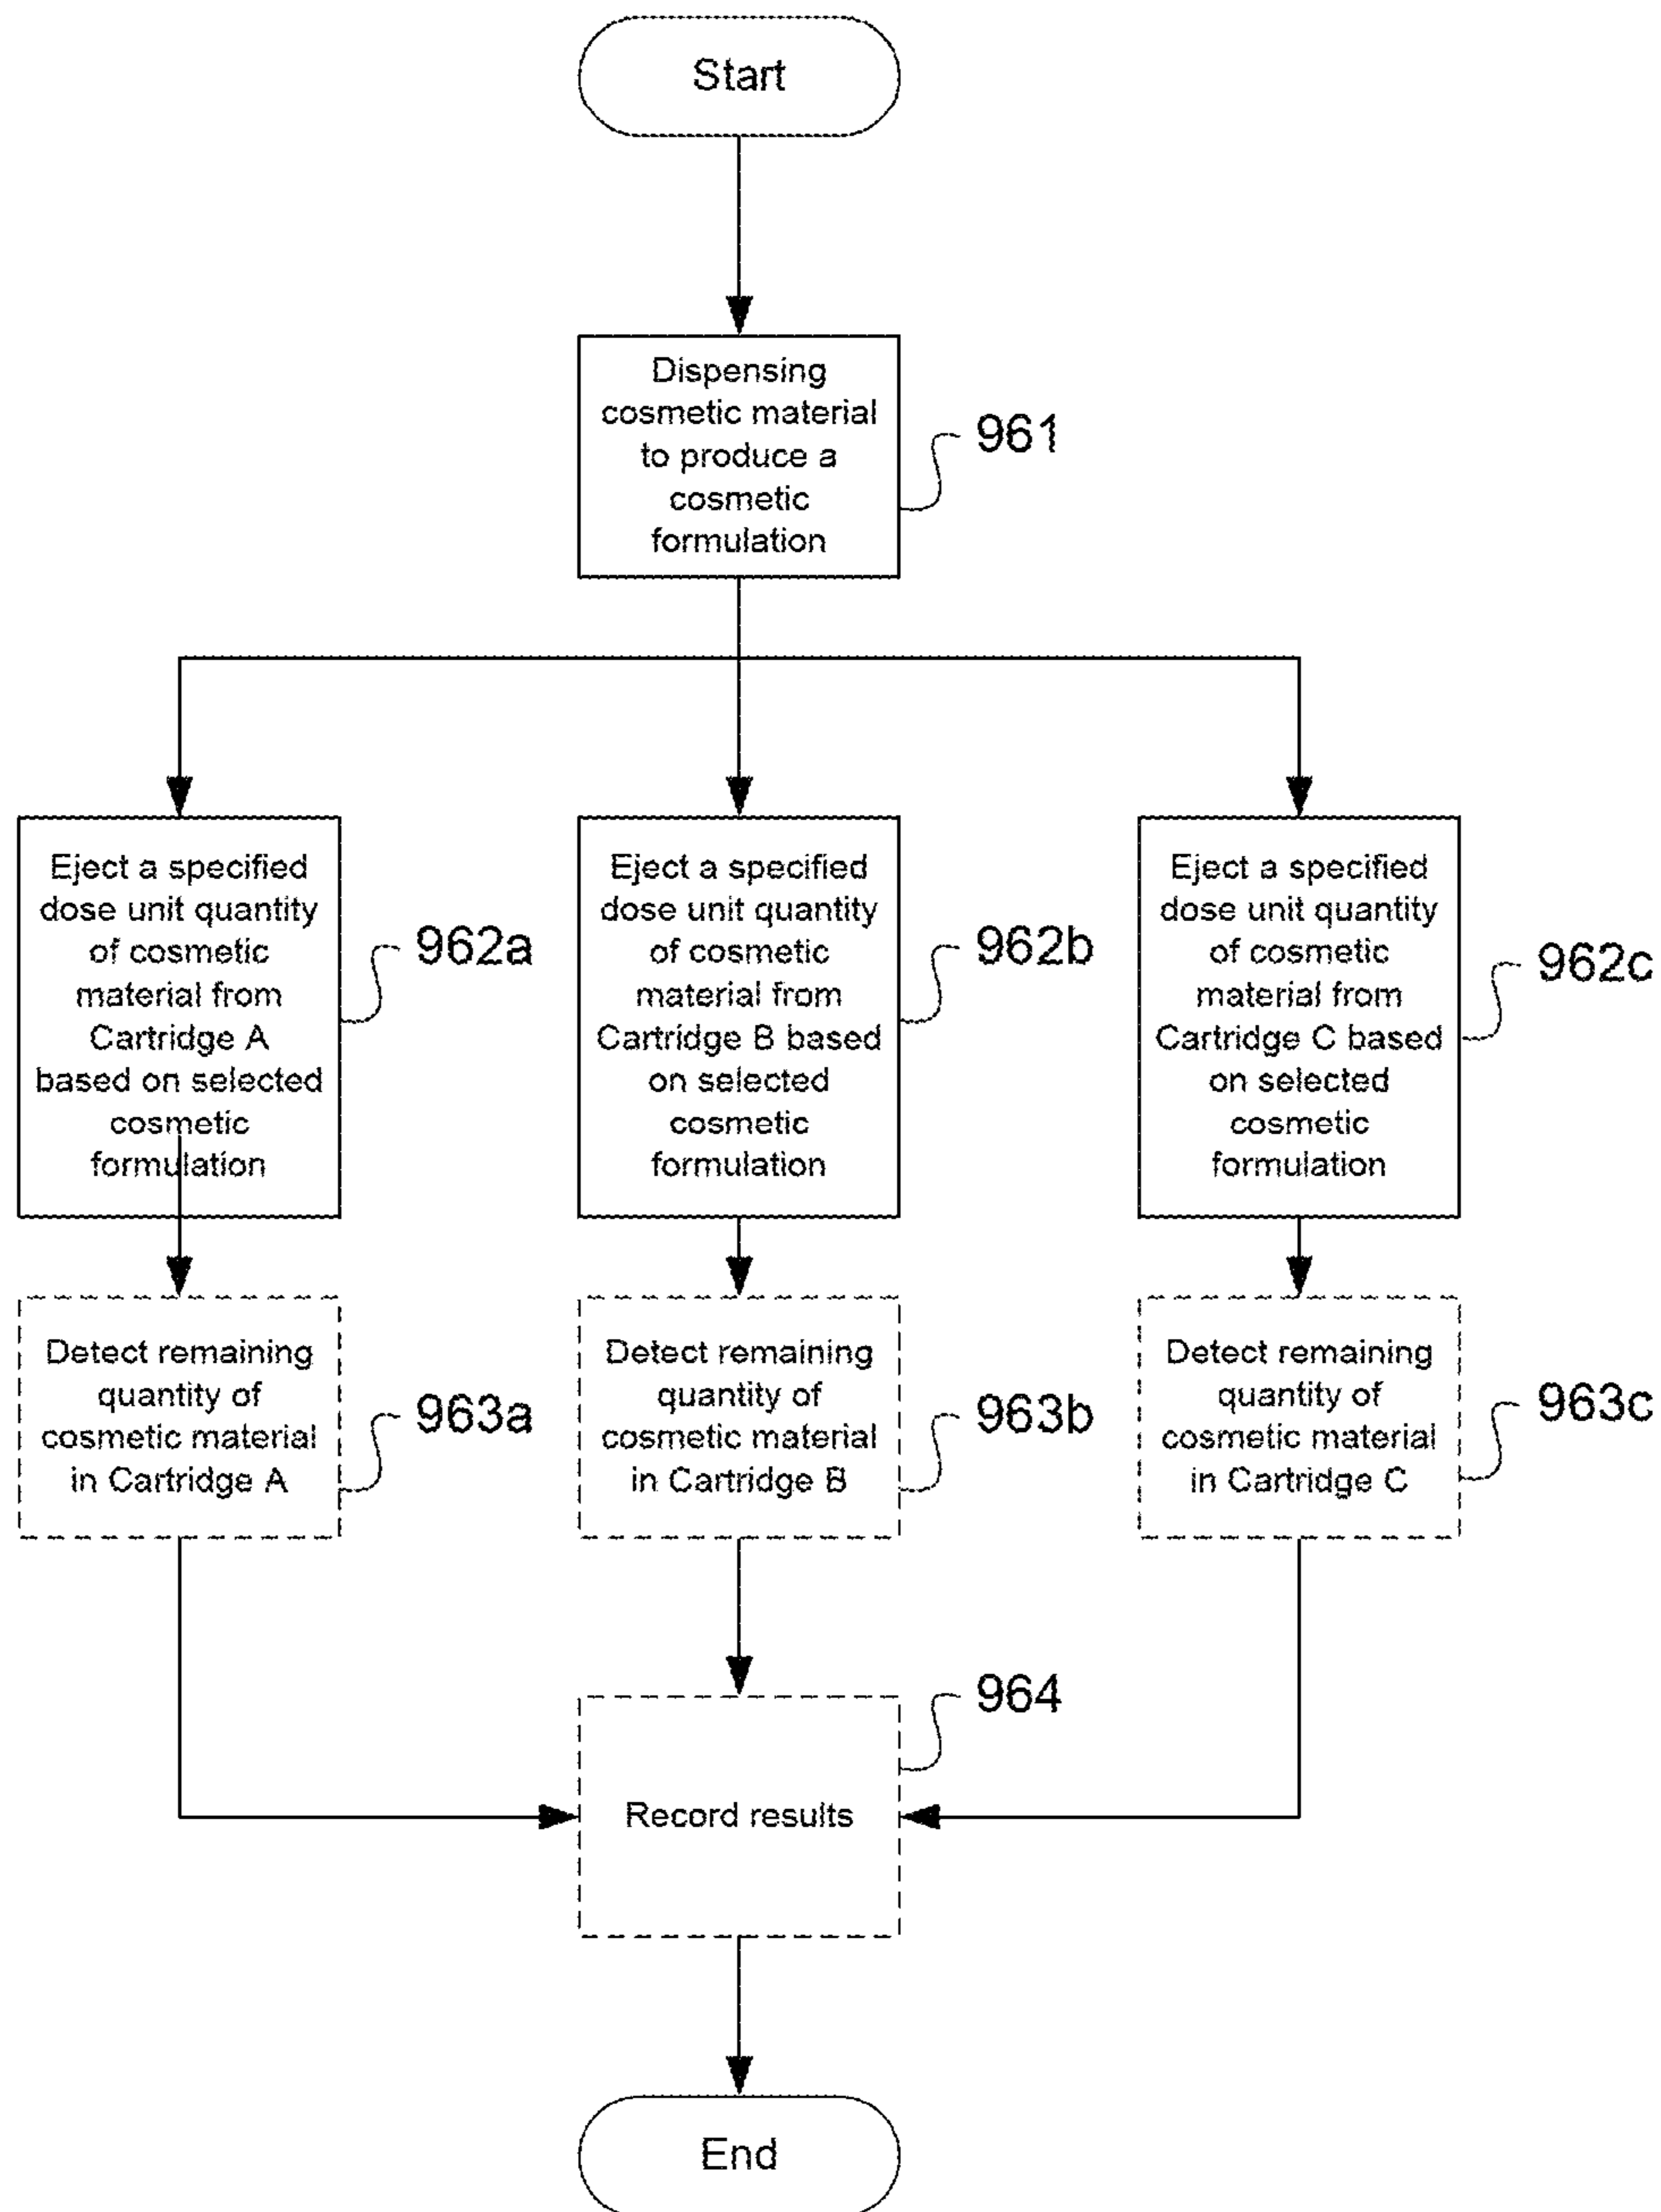 Start
Dispensing
cosmetic material
to produce a
cosmetic
formulation
961
Eject a specified
dose unit quantity
of cosmetic
material from
Cartridge A
based on selected
cosmetic
formulation
962a
Eject a specified
dose unit quantity
of cosmetic
material from
Cartridge B based
on selected
cosmetic
formulation
962b
Eject a specified
dose unit quantity
of cosmetic
material from
Cartridge C based
on selected
cosmetic
formulation
962c
Detect remaining
quantity of
cosmetic material
in Cartridge A
963a
Detect remaining
quantity of
cosmetic material
in Cartridge B
963b
Detect remaining
quantity of
cosmetic material
in Cartridge C
963c
964
Record results
End